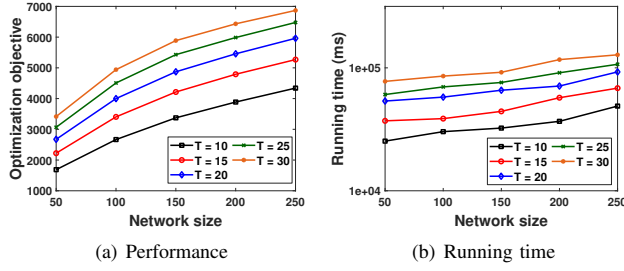 7000
6000
5000
4000
3000
2000
1000
Optimization objective
50 100 150 200 250
Network size
T = 10
T = 15
T = 20
T = 25
T = 30
(a) Performance
1e+05
1e+04
Running time (ms)
50 100 150 200 250
Network size
T = 10
T = 15
T = 20
T = 25
T = 30
(b) Running time